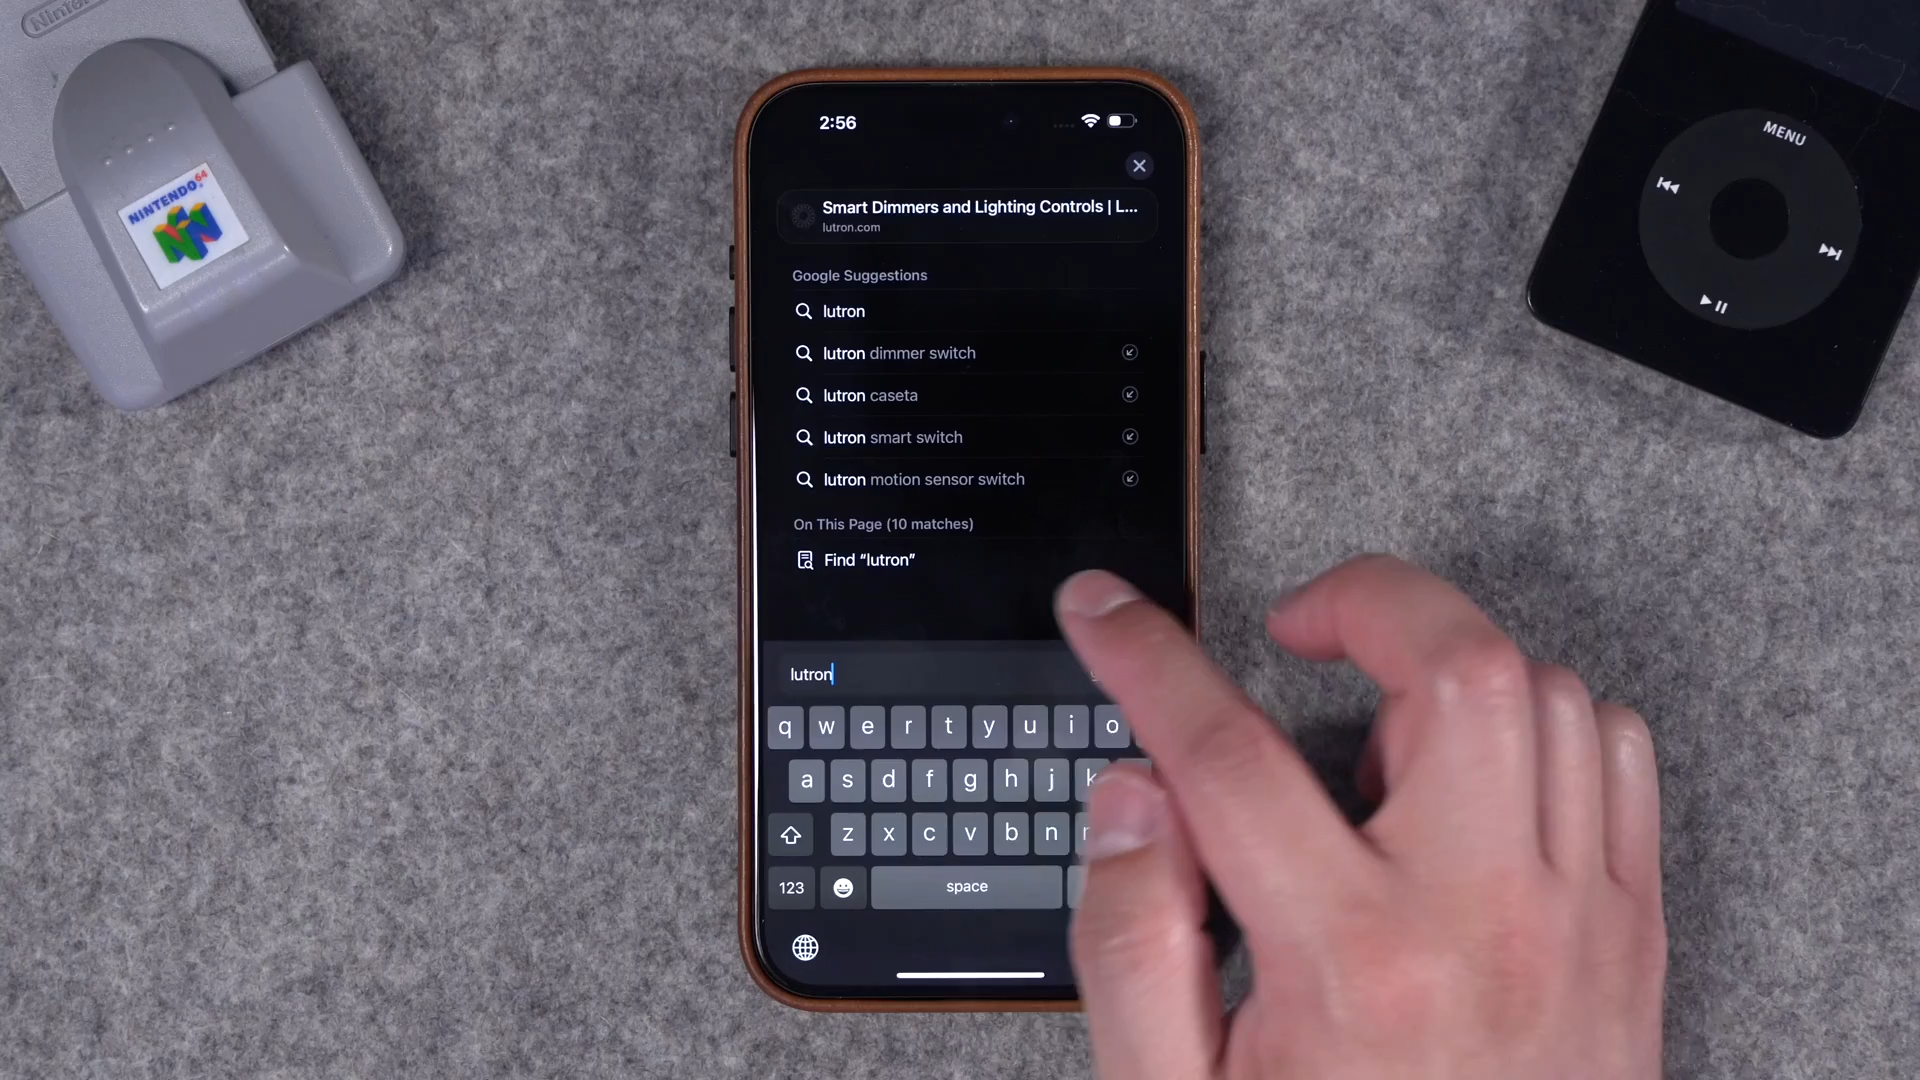 Ninten
NINTENDO 64
MENU
2:56
Smart Dimmers and Lighting Controls | L...
lutron.com
Google Suggestions
lutron
lutron dimmer switch
lutron caseta
lutron smart switch
lutron motion sensor switch
On This Page (10 matches)
Find “lutron”
lutron
q w e r t y u i o
a s d f g h j k
z x c v b n
123 space